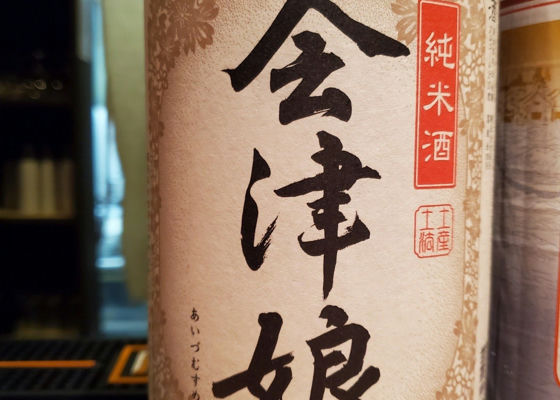 純米酒
土産
土法
会津娘
あいづむすめ